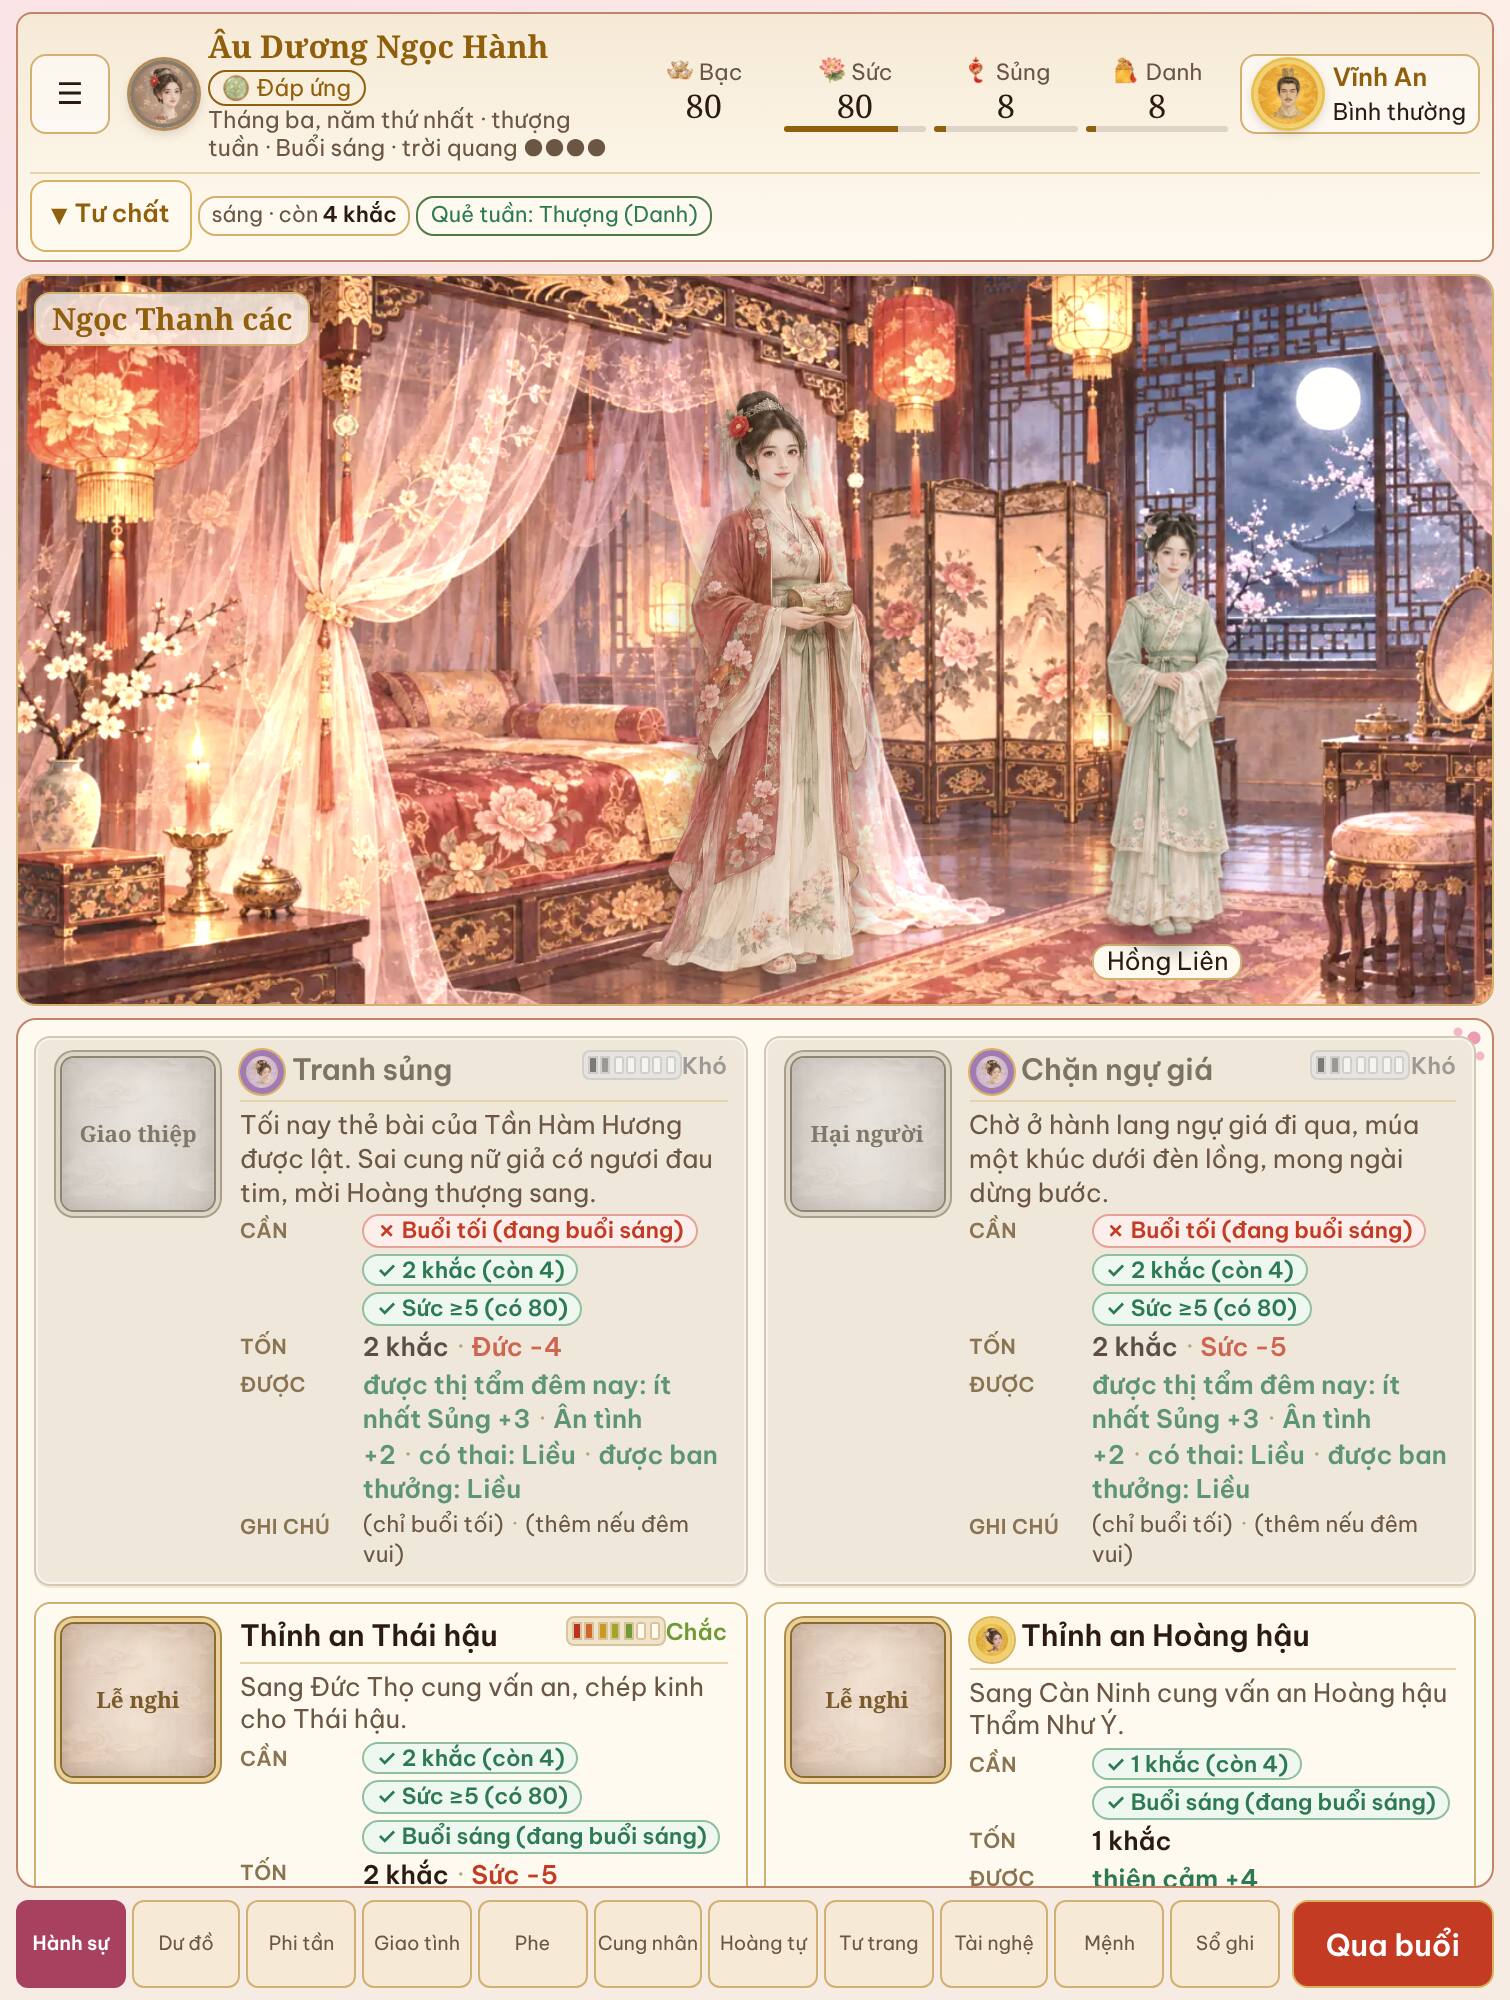 ☰
Âu Dương Ngọc Hành
Đáp ứng
Tháng ba, năm thứ nhất · thượng
tuần · Buổi sáng · trời quang ●●●●
Bạc
80
Sức
80
Sủng
8
Danh
8
Vĩnh An
Bình thường
▼ Tư chất
sáng · còn 4 khắc
Quẻ tuần: Thượng (Danh)
Ngọc Thanh các
Hồng Liên
Giao thiệp
Tranh sủng
Khó
Tối nay thẻ bài của Tần Hàm Hương
được lật. Sai cung nữ giả cớ ngươi đau
tim, mời Hoàng thượng sang.
CẦN
× Buổi tối (đang buổi sáng)
✓ 2 khắc (còn 4)
✓ Sức ≥5 (có 80)
TỐN
2 khắc · Đức -4
ĐƯỢC
được thị tẩm đêm nay: ít
nhất Sủng +3 · Ân tình
+2 · có thai: Liều · được ban
thưởng: Liều
GHI CHÚ
(chỉ buổi tối) · (thêm nếu đêm
vui)
Hại người
Chặn ngự giá
Khó
Chờ ở hành lang ngự giá đi qua, múa
một khúc dưới đèn lồng, mong ngài
dừng bước.
CẦN
× Buổi tối (đang buổi sáng)
✓ 2 khắc (còn 4)
✓ Sức ≥5 (có 80)
TỐN
2 khắc · Sức -5
ĐƯỢC
được thị tẩm đêm nay: ít
nhất Sủng +3 · Ân tình
+2 · có thai: Liều · được ban
thưởng: Liều
GHI CHÚ
(chỉ buổi tối) · (thêm nếu đêm
vui)
Lễ nghi
Thỉnh an Thái hậu
Chắc
Sang Đức Thọ cung vấn an, chép kinh
cho Thái hậu.
CẦN
✓ 2 khắc (còn 4)
✓ Sức ≥5 (có 80)
✓ Buổi sáng (đang buổi sáng)
TỐN
2 khắc · Sức -5
Lễ nghi
Thỉnh an Hoàng hậu
Sang Càn Ninh cung vấn an Hoàng hậu
Thẩm Như Ý.
CẦN
✓ 1 khắc (còn 4)
✓ Buổi sáng (đang buổi sáng)
TỐN
1 khắc
ĐƯỢC
thiện cảm +4
Hành sự
Dư đồ
Phi tần
Giao tình
Phe
Cung nhân
Hoàng tự
Tư trang
Tài nghệ
Mệnh
Sổ ghi
Qua buổi